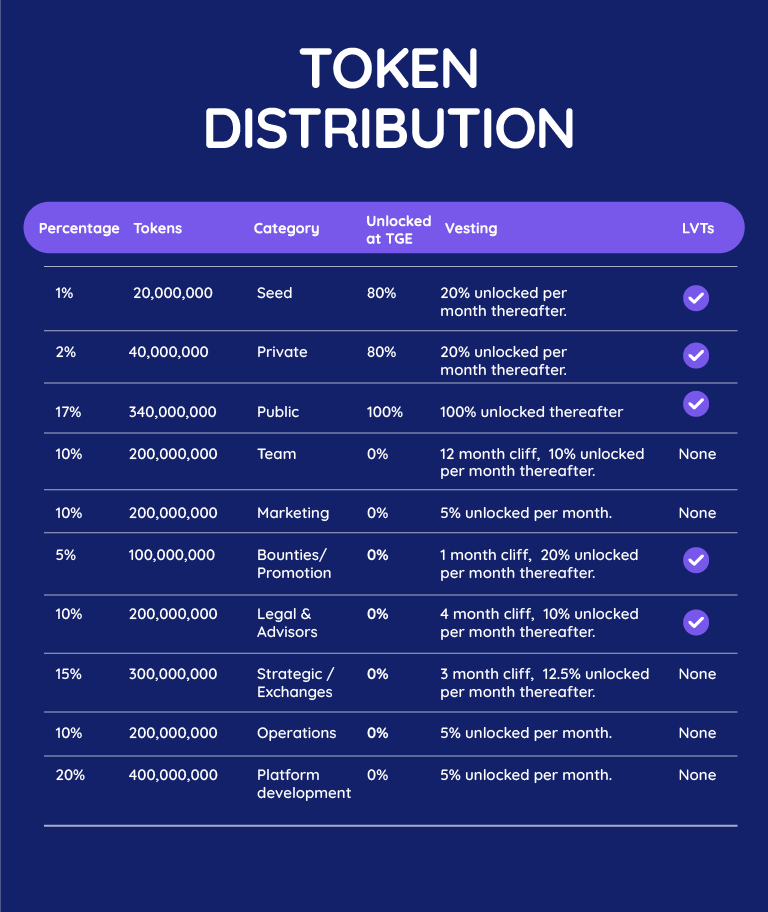 TOKEN
DISTRIBUTION
Percentage Tokens Category Unlocked at TGE Vesting LVTs
1% 20,000,000 Seed 80% 20% unlocked per
month thereafter.
2% 40,000,000 Private 80% 20% unlocked per
month thereafter.
17% 340,000,000 Public 100% 100% unlocked thereafter
10% 200,000,000 Team 0% 12 month cliff, 10% unlocked None
per month thereafter.
10% 200,000,000 Marketing 0% 5% unlocked per month. None
5% 100,000,000 Bounties/ 0% 1 month cliff, 20% unlocked
Promotion per month thereafter.
10% 200,000,000 Legal & 0% 4 month cliff, 10% unlocked
Advisors per month thereafter.
15% 300,000,000 Strategic / 0% 3 month cliff, 12.5% unlocked None
Exchanges per month thereafter.
10% 200,000,000 Operations 0% 5% unlocked per month. None
20% 400,000,000 Platform 0% 5% unlocked per month. None
development